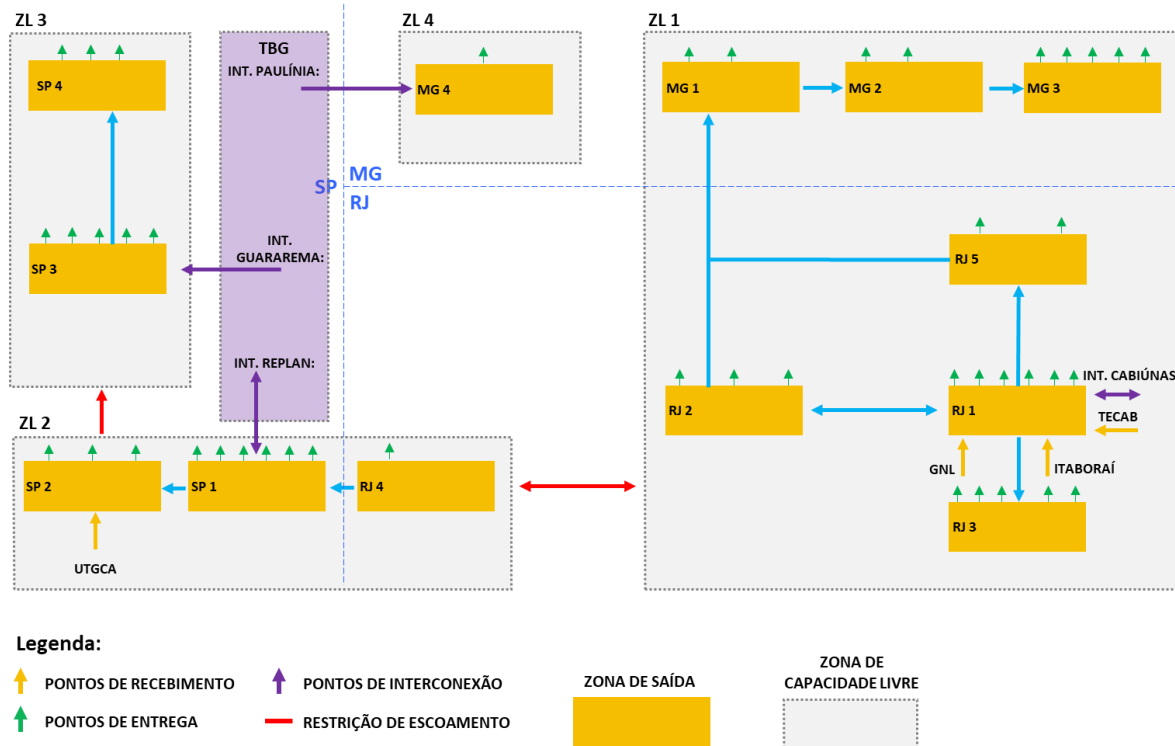 ZL 3
TBG
ZL 4
ZL 1
INT. PAULÍNIA:
SP 4
MG 4
MG 1
MG 2
MG 3
SP
MG
RJ
INT.
GUARAREMA:
SP 3
RJ 5
INT. REPLAN:
INT. CABIÚNAS
RJ 2
RJ 1
TECAB
ZL 2
GNL
ITABORAÍ
SP 2
SP 1
RJ 4
RJ 3
UTGCA
Legenda:
PONTOS DE RECEBIMENTO
PONTOS DE INTERCONEXÃO
ZONA DE SAÍDA
ZONA DE
CAPACIDADE LIVRE
PONTOS DE ENTREGA
RESTRIÇÃO DE ESCOAMENTO